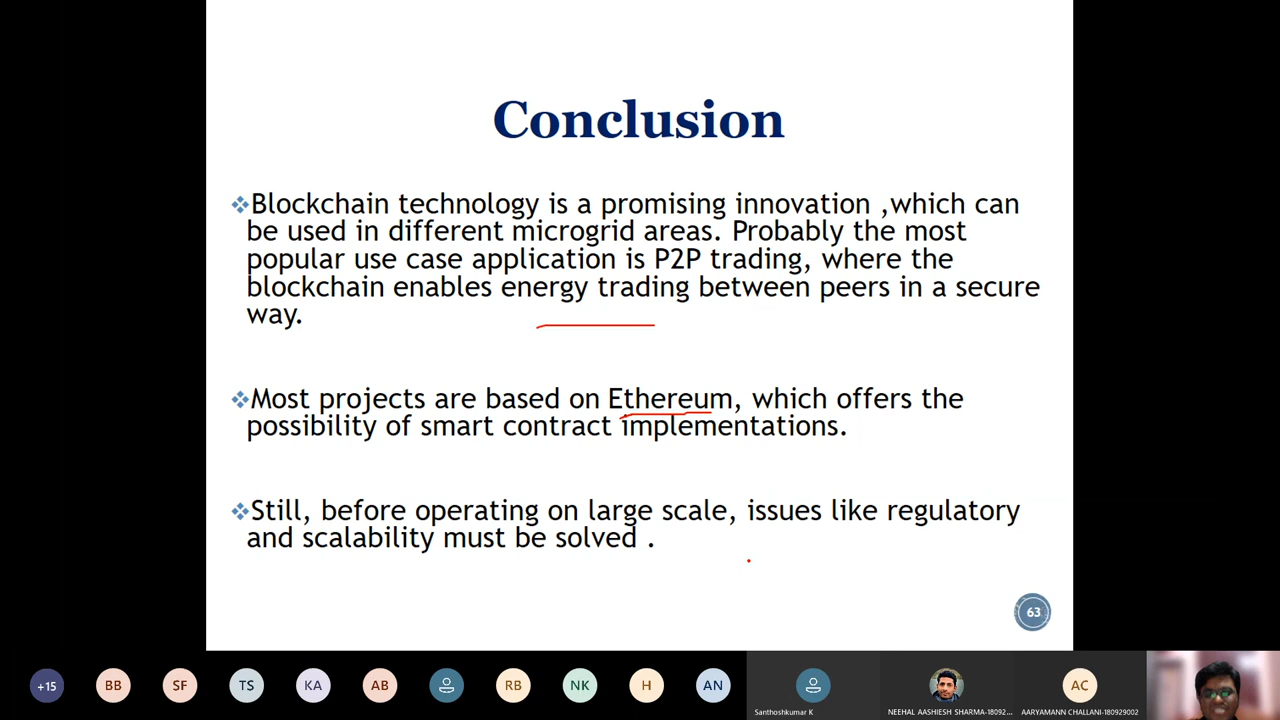 Conclusion
❖Blockchain technology is a promising innovation ,which can
be used in different microgrid areas. Probably the most
popular use case application is P2P trading, where the
blockchain enables energy trading between peers in a secure
way.
❖Most projects are based on Ethereum, which offers the
possibility of smart contract implementations.
❖Still, before operating on large scale, issues like regulatory
and scalability must be solved .
63
+15 BB SF TS KA AB RB NK H AN AC
Santhoshkumar K NEEHAL AASHIESH SHARMA-18092... AARYAMANN CHALLANI-180929002